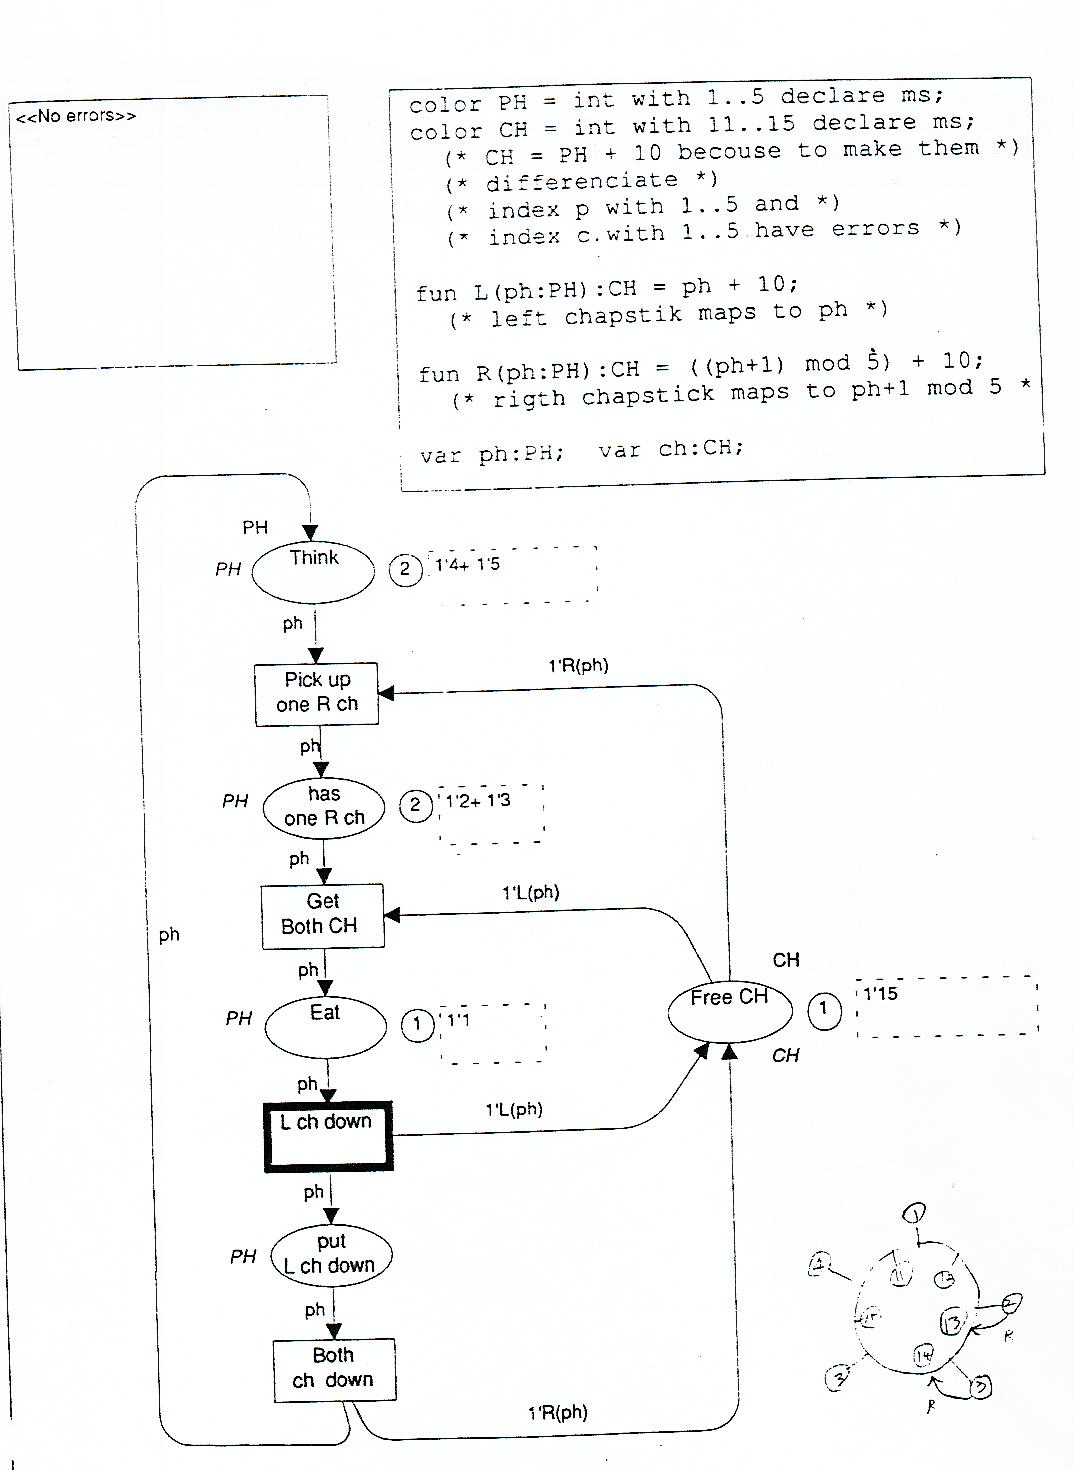 <<No errors>>
color PH = int with 1..5 declare ms;
color CH = int with 11..15 declare ms;
(* CH = PH + 10 becouse to make them *)
(* differenciate *)
(* index p with 1..5 and *)
(* index c.with 1..5 have errors *)
fun L(ph:PH):CH = ph + 10;
(* left chapstik maps to ph *)
fun R(ph:PH):CH = ((ph+1) mod 5) + 10;
(* rigth chapstick maps to ph+1 mod 5 *
var ph:PH; var ch:CH;
PH
PH
Think
2
1'4+ 1'5
ph
1'R(ph)
Pick up
one R ch
ph
PH
has
one R ch
2
1'2+ 1'3
ph
1'L(ph)
Get
Both CH
ph
ph
CH
PH
Eat
1
1'1
Free CH
1
1'15
CH
ph
L ch down
1'L(ph)
ph
PH
put
L ch down
ph
Both
ch down
1'R(ph)
1
11
2
13
R
14
3
R